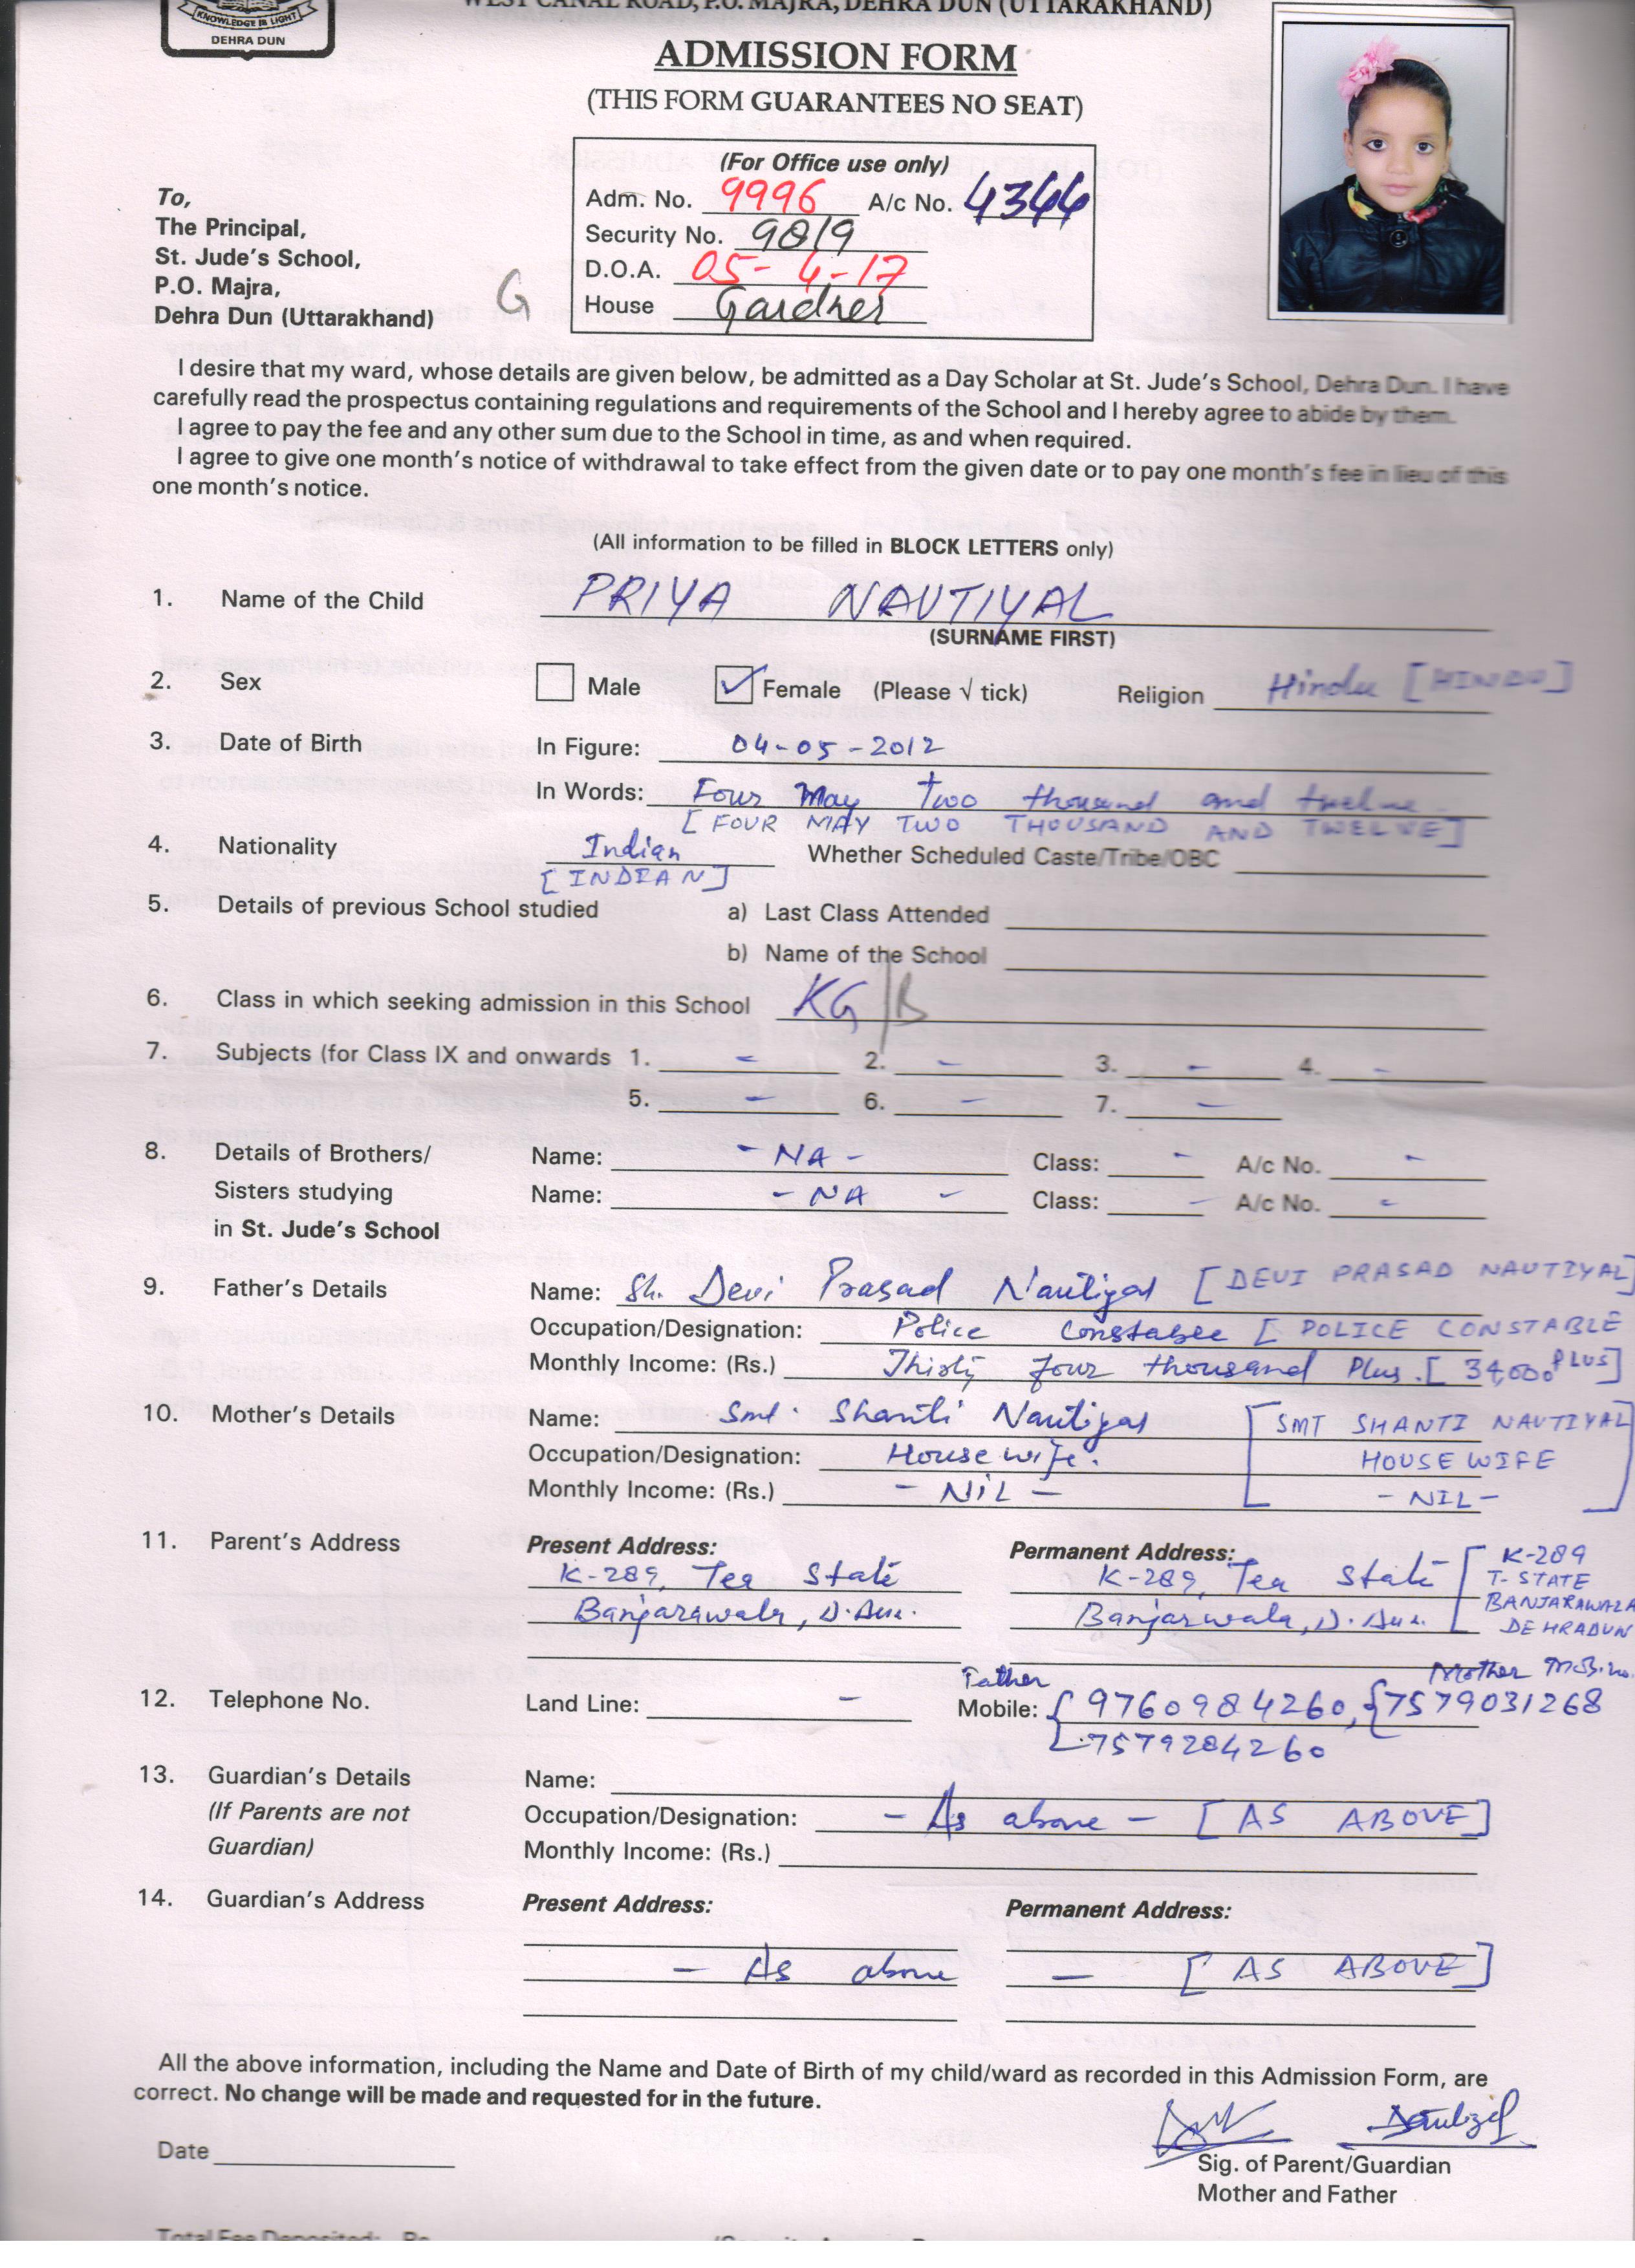 KNOWLEDGE IS LIGHT
DEHRA DUN
WEST CANAL ROAD, P.O. MAJRA, DEHRA DUN (UTTARAKHAND)
ADMISSION FORM
(THIS FORM GUARANTEES NO SEAT)
(For Office use only)
Adm. No. 9996 A/c No. 4344
Security No. 9819
D.O.A. 05-4-17
House Gardner
To,
The Principal,
St. Jude's School,
P.O. Majra,
Dehra Dun (Uttarakhand)
G
I desire that my ward, whose details are given below, be admitted as a Day Scholar at St. Jude's School, Dehra Dun. I have
carefully read the prospectus containing regulations and requirements of the School and I hereby agree to abide by them.
I agree to pay the fee and any other sum due to the School in time, as and when required.
I agree to give one month's notice of withdrawal to take effect from the given date or to pay one month's fee in lieu of this
one month's notice.
(All information to be filled in BLOCK LETTERS only)
1. Name of the Child PRIYA NAUTIYAL
(SURNAME FIRST)
2. Sex Male ✓ Female (Please √ tick) Religion Hindu [HINDU]
3. Date of Birth In Figure: 04-05-2012
In Words: Four May Two thousand and twelve
[FOUR MAY TWO THOUSAND AND TWELVE]
4. Nationality Indian Whether Scheduled Caste/Tribe/OBC
[INDIAN]
5. Details of previous School studied a) Last Class Attended
b) Name of the School
6. Class in which seeking admission in this School KG/B
7. Subjects (for Class IX and onwards 1. - 2. - 3. - 4. -
5. - 6. - 7. -
8. Details of Brothers/ Name: - NA - Class: - A/c No. -
Sisters studying Name: - NA - Class: - A/c No. -
in St. Jude's School
9. Father's Details Name: Sh. Devi Prasad Nautiyal [DEVI PRASAD NAUTIYAL]
Occupation/Designation: Police Constable [POLICE CONSTABLE
Monthly Income: (Rs.) Thirty four thousand Plus. [34,000 PLUS]
10. Mother's Details Name: Smt. Shanti Nautiyal [SMT SHANTI NAUTIYAL
Occupation/Designation: House wife. HOUSE WIFE
Monthly Income: (Rs.) - NiL - - NIL -]
11. Parent's Address Present Address: Permanent Address:
K-289, Tea State K-289, Tea State [K-289
T-STATE
Banjarawala, D.Dun. Banjarwala, D.Dun. BANJARAWALA
DEHRADUN
Father Mother Mob.no.
12. Telephone No. Land Line: - Mobile: {9760984260, {7579031268
7579284260
13. Guardian's Details Name:
(If Parents are not Occupation/Designation: - As above - [AS ABOVE]
Guardian) Monthly Income: (Rs.)
14. Guardian's Address Present Address: Permanent Address:
- As above - [AS ABOVE]
All the above information, including the Name and Date of Birth of my child/ward as recorded in this Admission Form, are
correct. No change will be made and requested for in the future.
Date
Sig. of Parent/Guardian
Mother and Father
Total Fee Deposited: Rs.